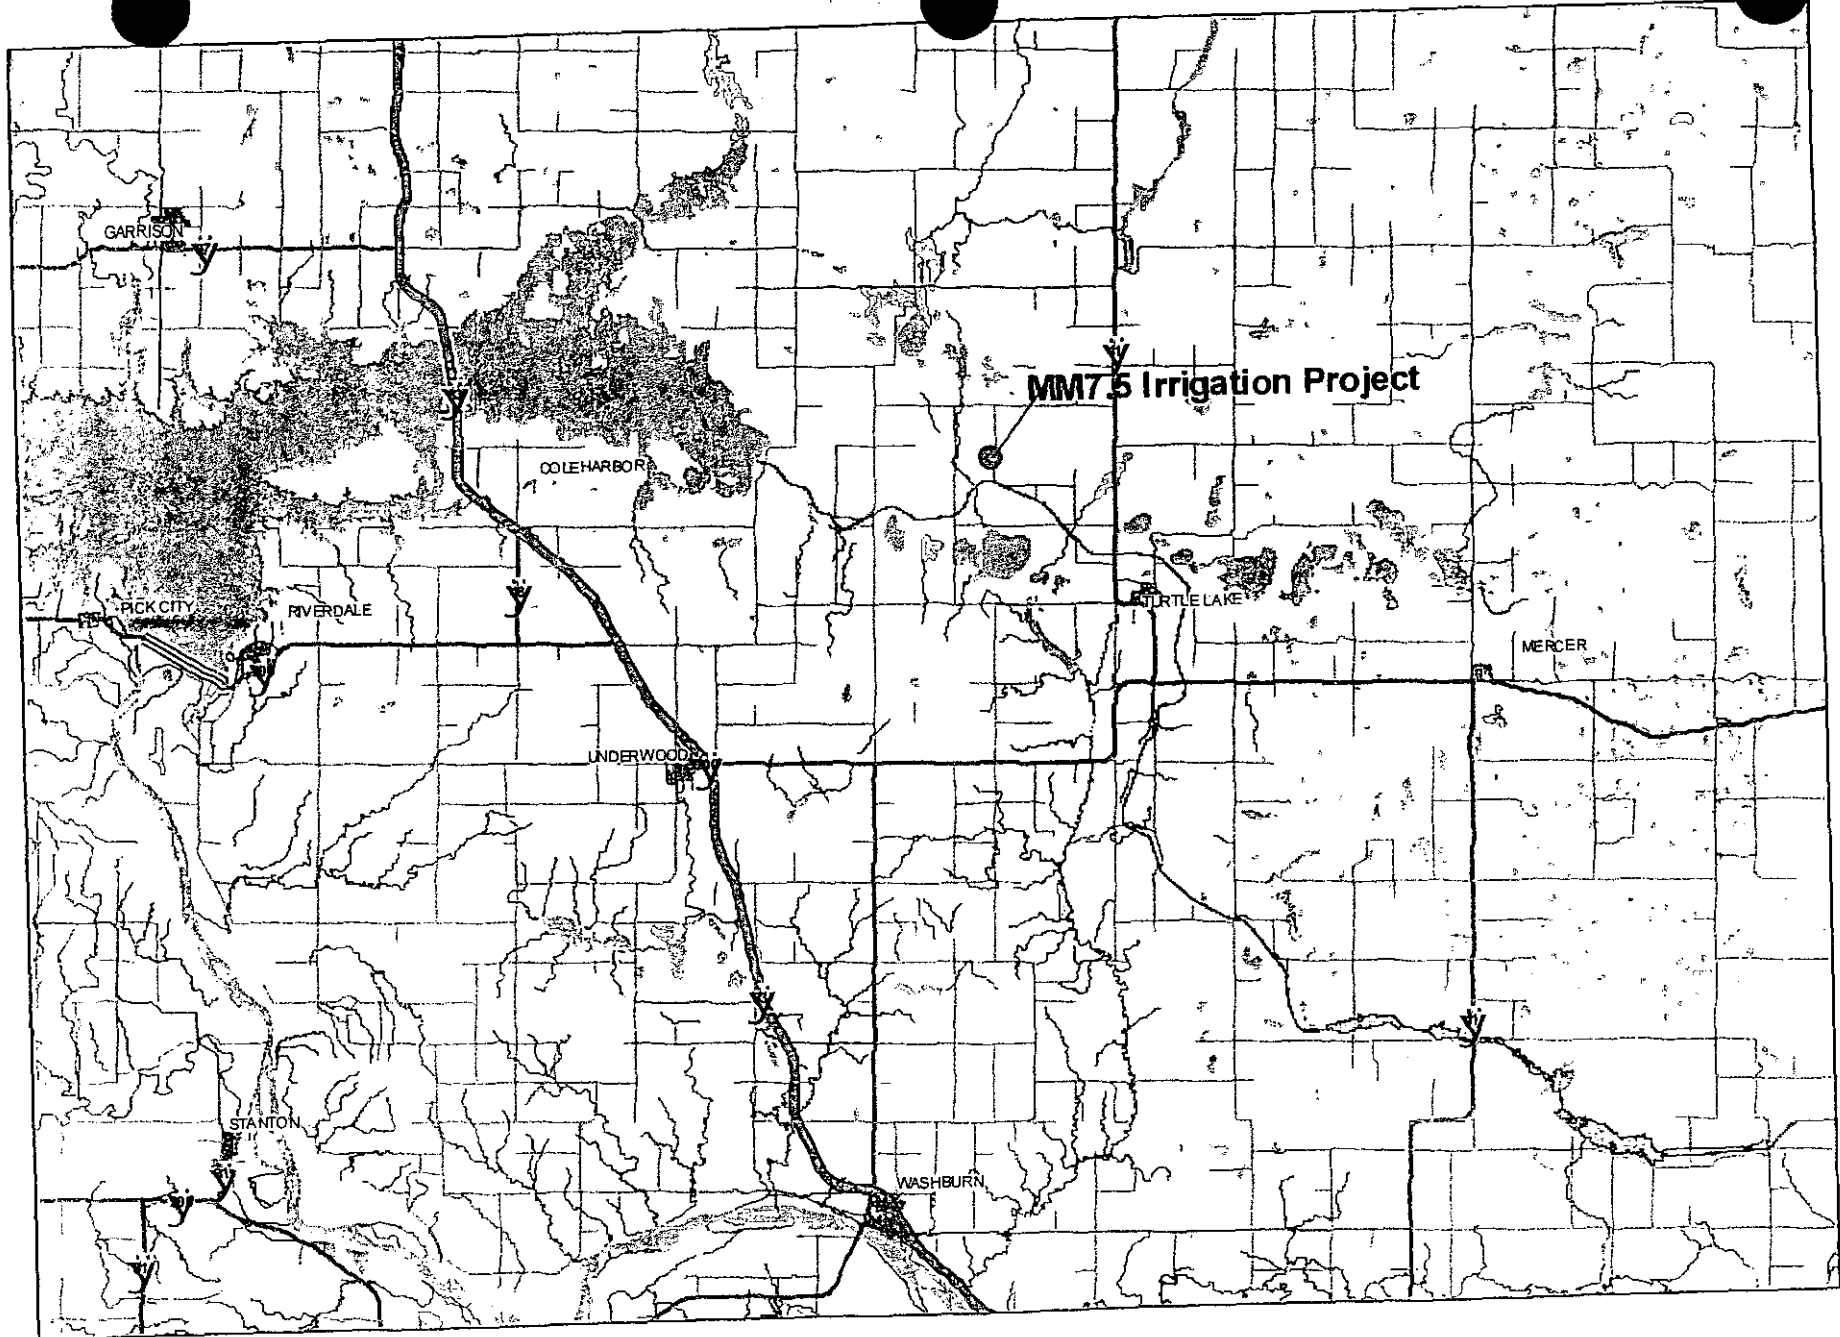 GARRISON
MM7.5 Irrigation Project
COLEHARBOR
PICK CITY
RIVERDALE
TURTLE LAKE
MERCER
UNDERWOOD
STANTON
WASHBURN